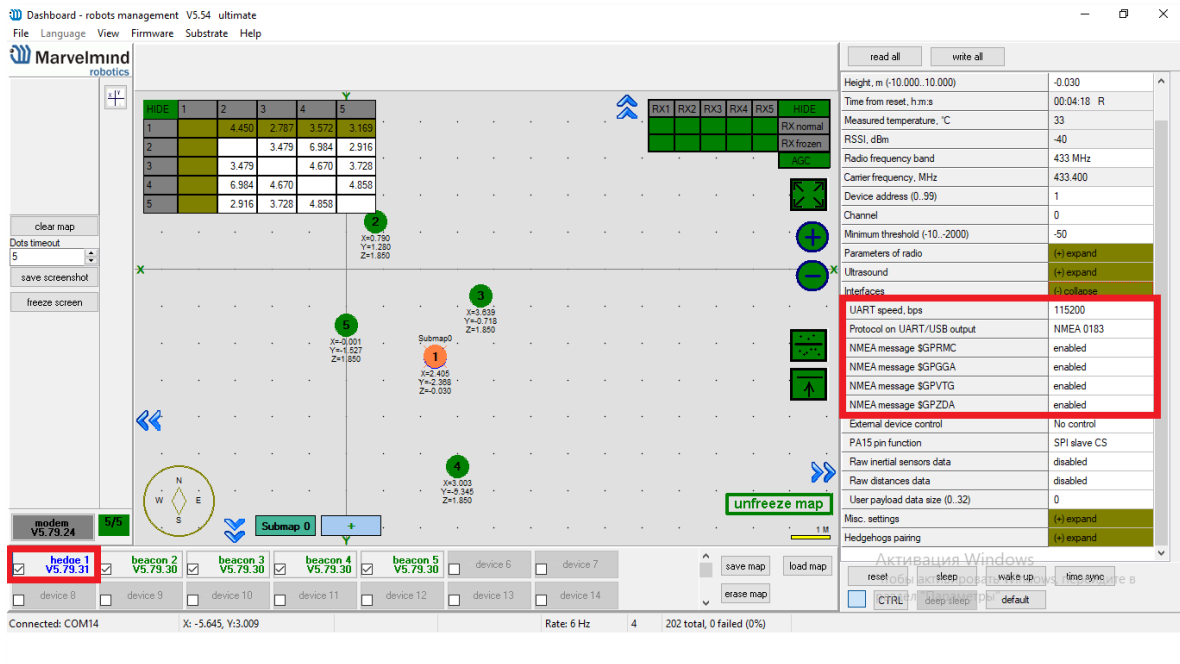 Dashboard - robots management V5.54 ultimate
File Language View Firmware Substrate Help
Marvelmind
robotics
clear map
Dots timeout
5
save screenshot
freeze screen
modem
V5.79.24
5/5
HIDE 1 2 3 4 5
1 4.450 2.787 3.572 3.169
2 3.479 6.984 2.916
3 3.479 4.670 3.728
4 6.984 4.670 4.858
5 2.916 3.728 4.858
Y
X
X
Y
RX1 RX2 RX3 RX4 RX5 HIDE
RX normal
RX frozen
AGC
2
X=0.790
Y=1.280
Z=1.850
3
X=3.639
Y=-0.718
Z=1.850
5
X=-0.001
Y=-1.527
Z=1.850
Submap0
1
X=2.405
Y=-2.368
Z=-0.030
4
X=3.003
Z=1.850
N
W E
S
Submap 0 +
unfreeze map
1 M
read all write all
Height, m (-10.000..10.000) -0.030
Time from reset, h:m:s 00:04:18 R
Measured temperature, °C 33
RSSI, dBm -40
Radio frequency band 433 MHz
Carrier frequency, MHz 433.400
Device address (0..99) 1
Channel 0
Minimum threshold (-10..-2000) -50
Parameters of radio (+) expand
Ultrasound (+) expand
Interfaces (-) collapse
UART speed, bps 115200
Protocol on UART/USB output NMEA 0183
NMEA message $GPRMC enabled
NMEA message $GPGGA enabled
NMEA message $GPVTG enabled
NMEA message $GPZDA enabled
External device control No control
PA15 pin function SPI slave CS
Raw inertial sensors data disabled
Raw distances data disabled
User payload data size (0..32) 0
Misc. settings (+) expand
Hedgehogs pairing (+) expand
Активация Windows
reset sleep wake up time sync
CTRL deep sleep default
hedge 1
V5.79.31
beacon 2
V5.79.30
beacon 3
V5.79.30
beacon 4
V5.79.30
beacon 5
V5.79.30
device 6 device 7
device 8 device 9 device 10 device 11 device 12 device 13 device 14
save map load map
erase map
Connected: COM14 X: -5.645, Y:3.009 Rate: 6 Hz 4 202 total, 0 failed (0%)